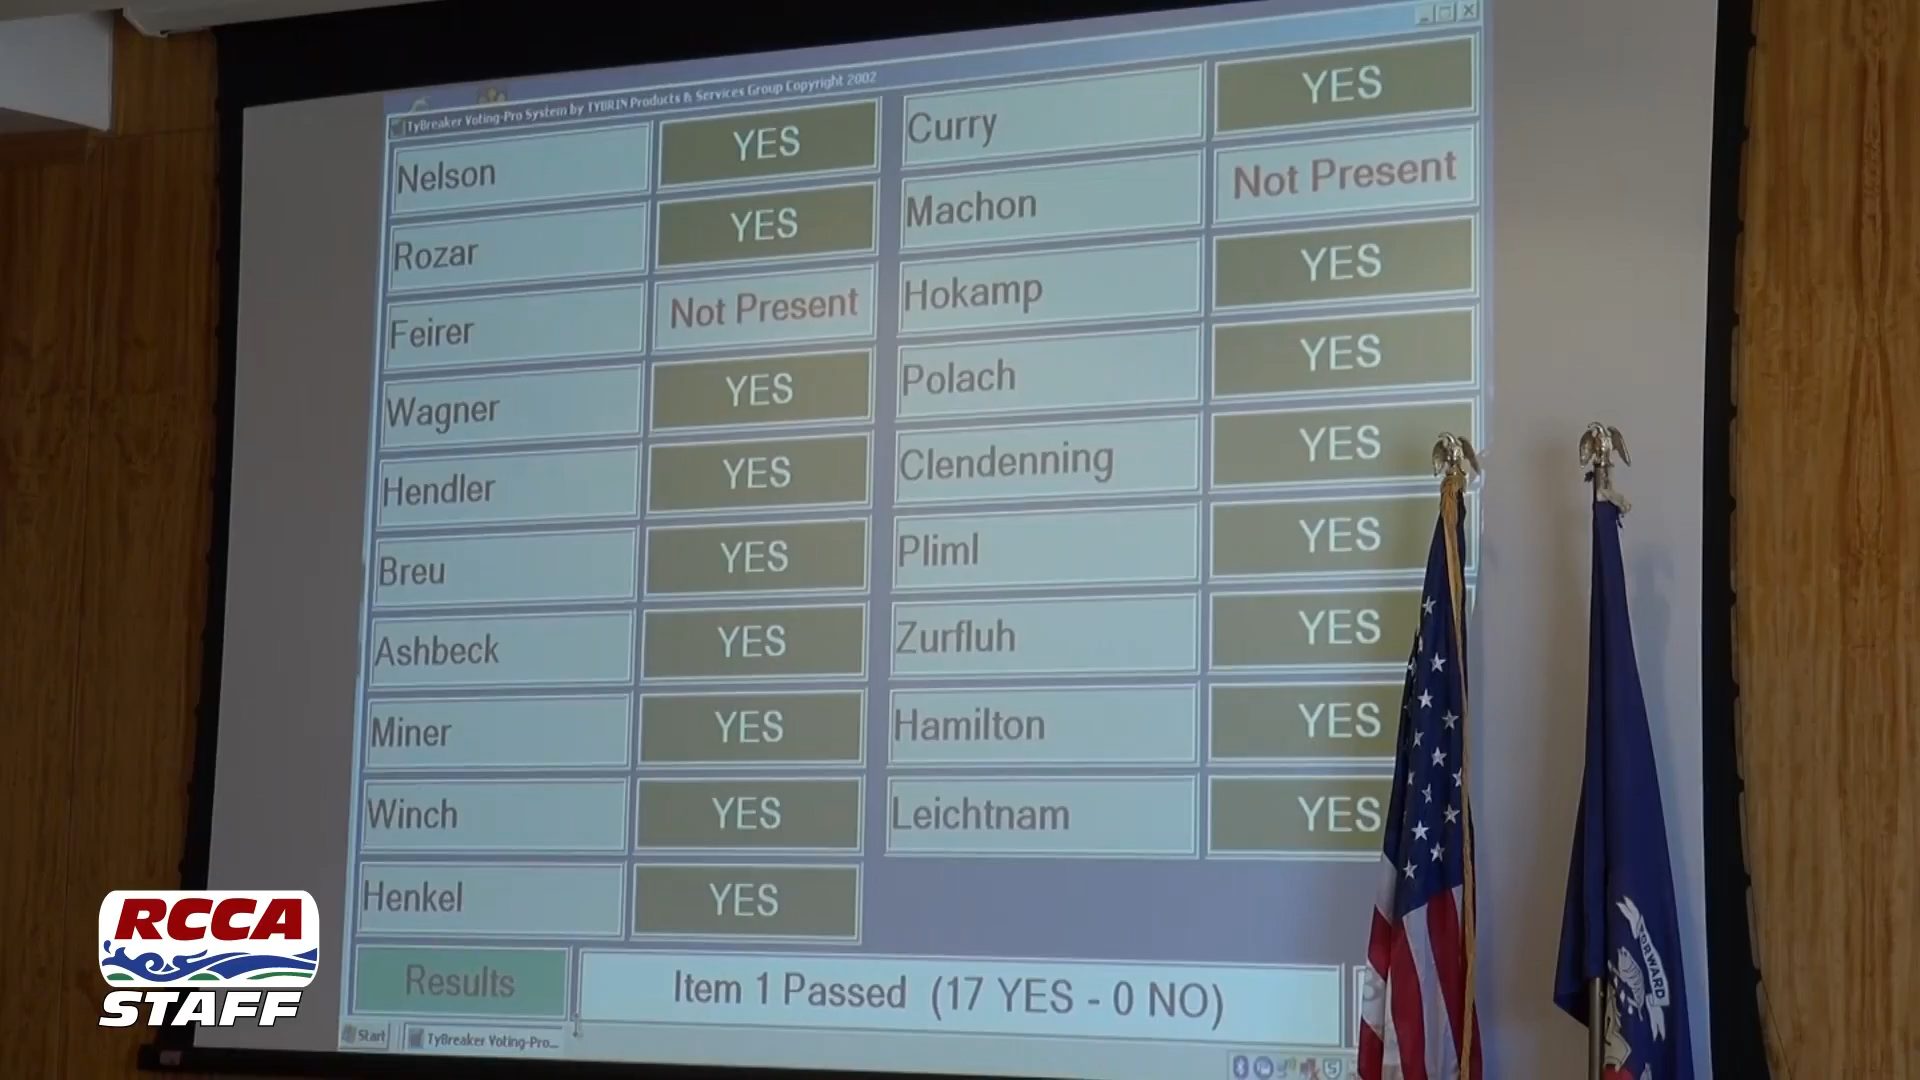 TyBreaker Voting-Pro System by TYBRIN Products & Services Group Copyright 2002
Nelson YES
Rozar YES
Feirer Not Present
Wagner YES
Hendler YES
Breu YES
Ashbeck YES
Miner YES
Winch YES
Henkel YES
Curry YES
Machon Not Present
Hokamp YES
Polach YES
Clendenning YES
Pliml YES
Zurfluh YES
Hamilton YES
Leichtnam YES
Results Item 1 Passed (17 YES - 0 NO)
Start TyBreaker Voting-Pro...
FORWARD
RCCA
STAFF